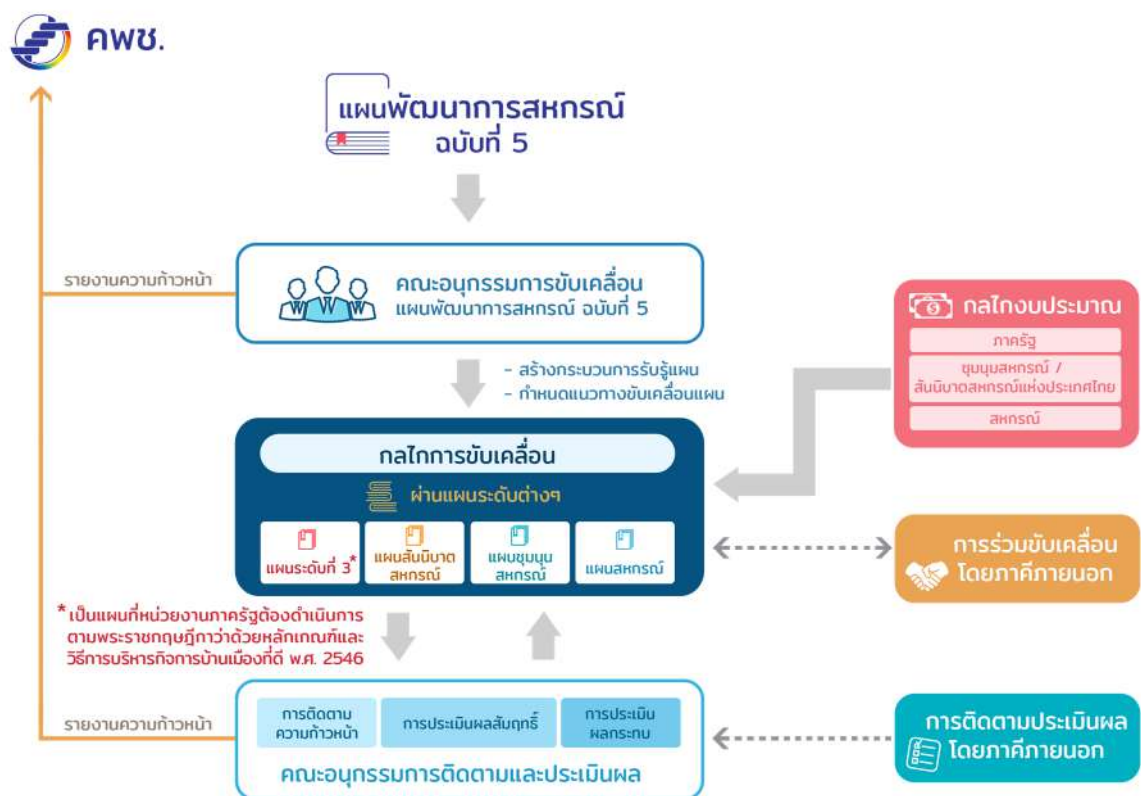 คพช.
แผนพัฒนาการสหกรณ์
ฉบับที่ 5
รายงานความก้าวหน้า
คณะอนุกรรมการขับเคลื่อน
แผนพัฒนาการสหกรณ์ ฉบับที่ 5
- สร้างกระบวนการรับรู้แผน
- กำหนดแนวทางขับเคลื่อนแผน
กลไกงบประมาณ
ภาครัฐ
ชุมนุมสหกรณ์ /
สันนิบาตสหกรณ์แห่งประเทศไทย
สหกรณ์
กลไกการขับเคลื่อน
ผ่านแผนระดับต่างๆ
แผนระดับที่ 3*
แผนสันนิบาต
สหกรณ์
แผนชุมนุม
สหกรณ์
แผนสหกรณ์
การร่วมขับเคลื่อน
โดยภาคีภายนอก
* เป็นแผนที่หน่วยงานภาครัฐต้องดำเนินการ
ตามพระราชกฤษฎีกาว่าด้วยหลักเกณฑ์และ
วิธีการบริหารกิจการบ้านเมืองที่ดี พ.ศ. 2546
รายงานความก้าวหน้า
การติดตาม
ความก้าวหน้า
การประเมินผลสัมฤทธิ์
การประเมิน
ผลกระทบ
คณะอนุกรรมการติดตามและประเมินผล
การติดตามประเมินผล
โดยภาคีภายนอก